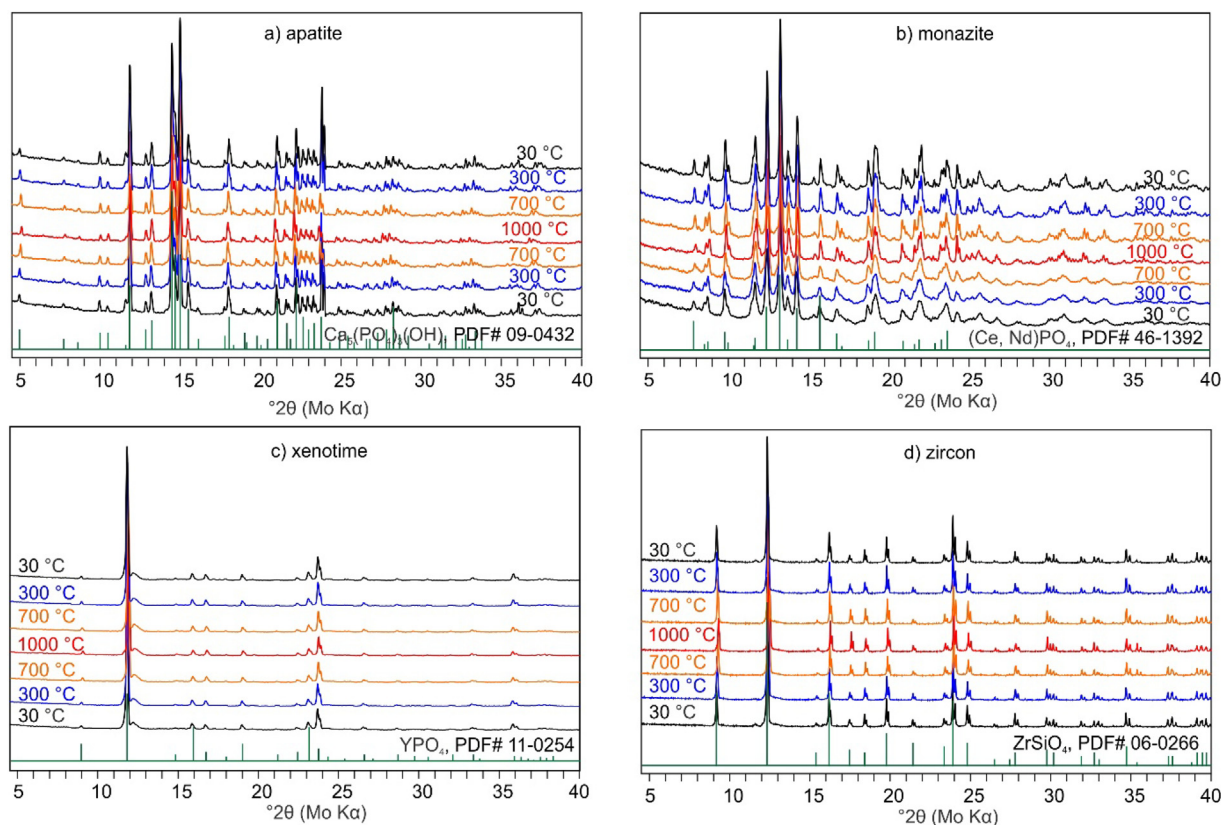 a) apatite
30 °C
300 °C
700 °C
1000 °C
700 °C
300 °C
30 °C
Ca₅(PO₄)₃(OH), PDF# 09-0432
5 10 15 20 25 30 35 40
°2θ (Mo Kα)
b) monazite
30 °C
300 °C
700 °C
1000 °C
700 °C
300 °C
30 °C
(Ce, Nd)PO₄, PDF# 46-1392
5 10 15 20 25 30 35 40
°2θ (Mo Kα)
c) xenotime
30 °C
300 °C
700 °C
1000 °C
700 °C
300 °C
30 °C
YPO₄, PDF# 11-0254
5 10 15 20 25 30 35 40
°2θ (Mo Kα)
d) zircon
30 °C
300 °C
700 °C
1000 °C
700 °C
300 °C
30 °C
ZrSiO₄, PDF# 06-0266
5 10 15 20 25 30 35 40
°2θ (Mo Kα)